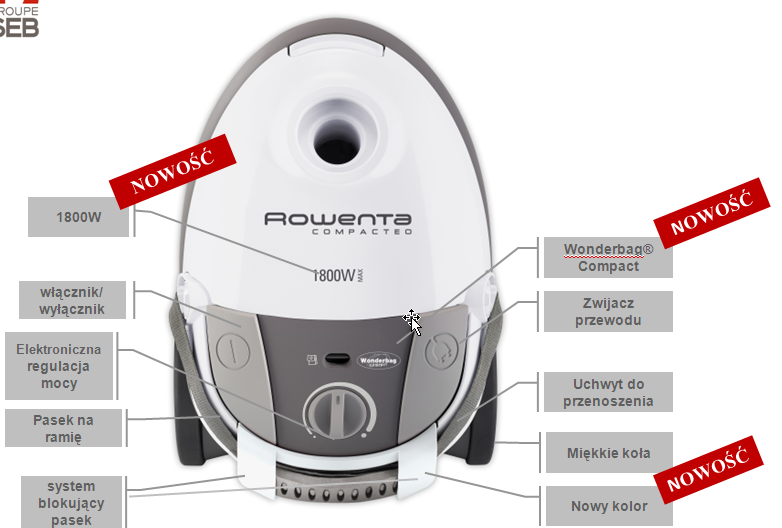 GROUPE
SEB
NOWOŚĆ
1800W
włącznik/
wyłącznik
Elektroniczna
regulacja
mocy
Pasek na
ramię
system
blokujący
pasek
Rowenta
COMPACTEO
1800W MAX
Wonderbag
NOWOŚĆ
Wonderbag®
Compact
Zwijacz
przewodu
Uchwyt do
przenoszenia
Miękkie koła
NOWOŚĆ
Nowy kolor